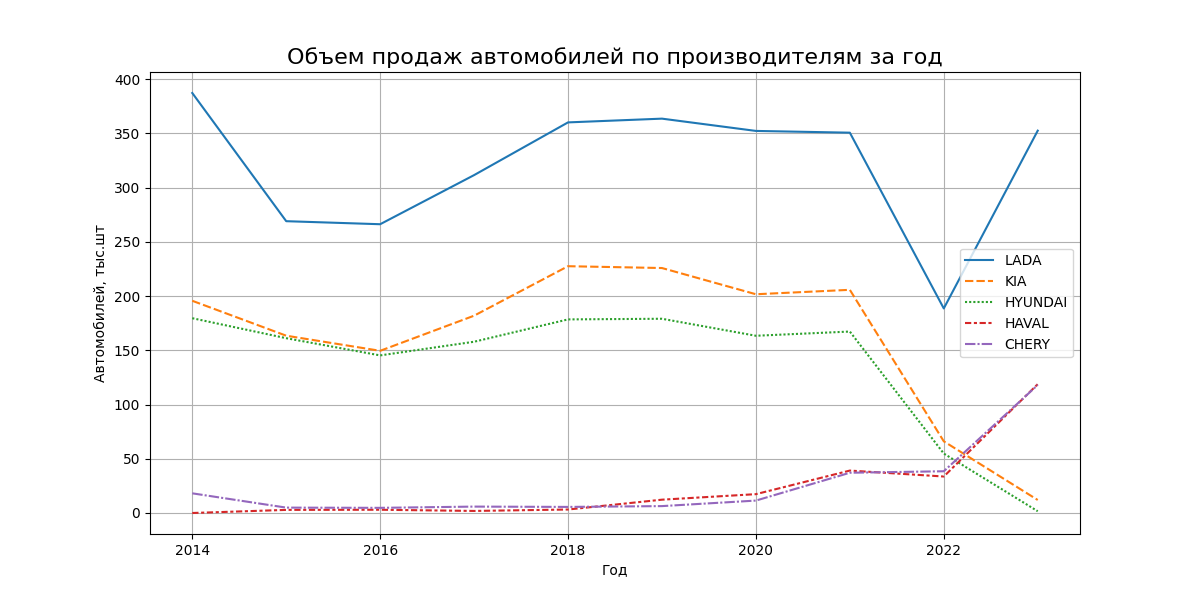 Объем продаж автомобилей по производителям за год
400
350
300
250
200
150
100
50
0
Автомобилей, тыс.шт
LADA
KIA
HYUNDAI
HAVAL
CHERY
2014 2016 2018 2020 2022
Год